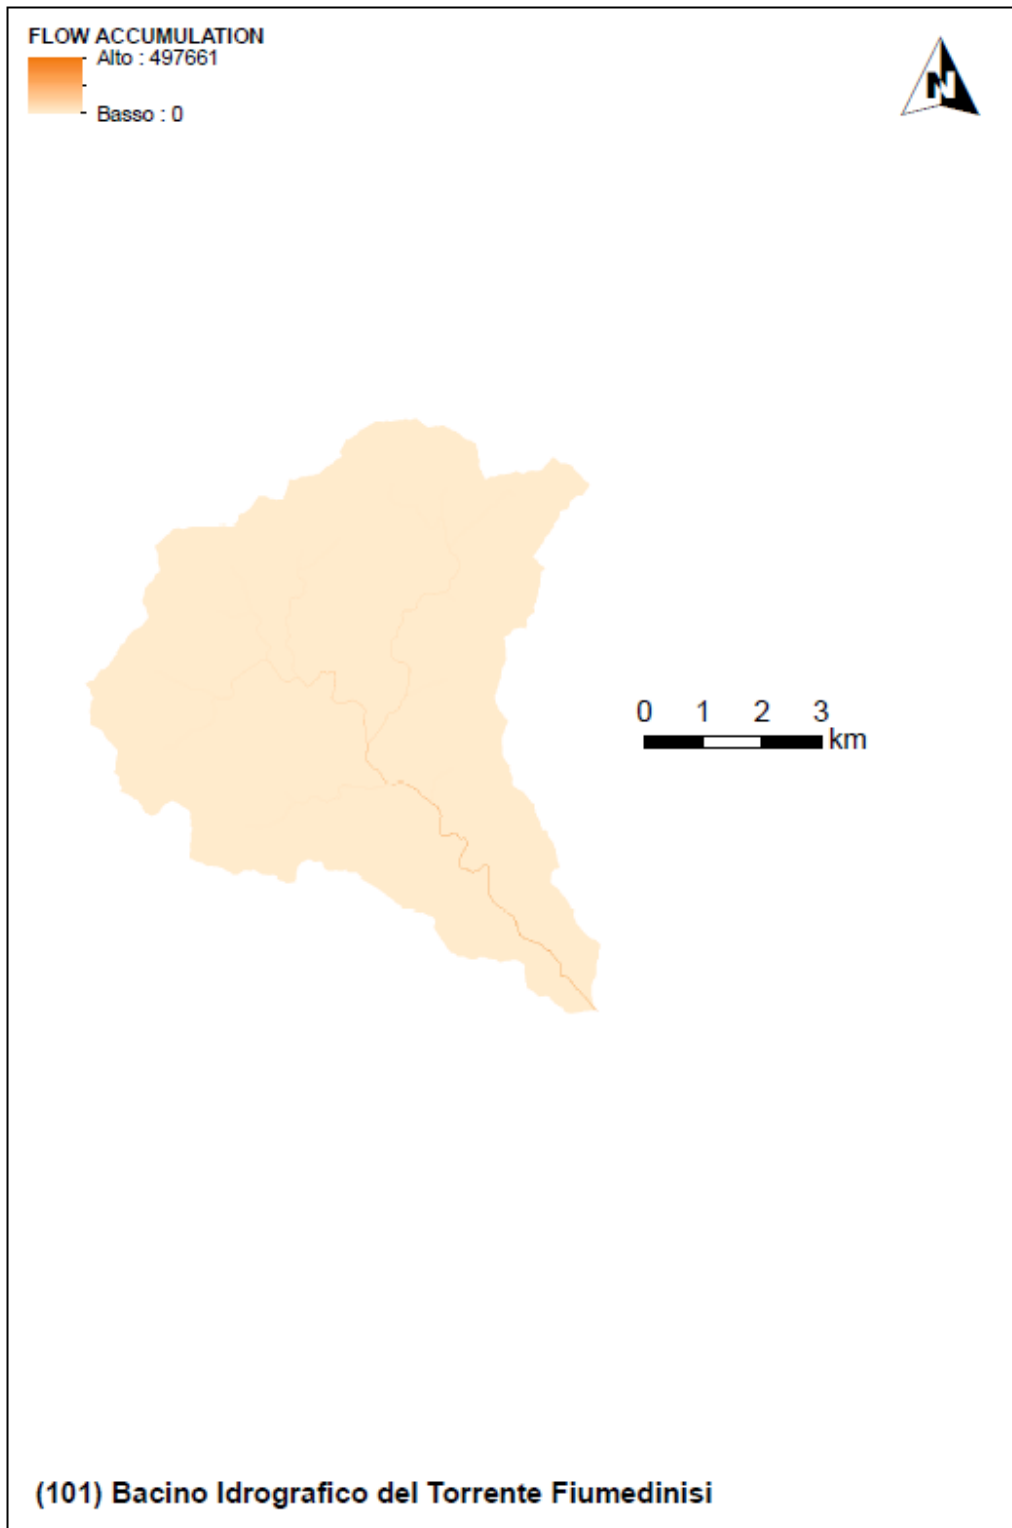 FLOW ACCUMULATION
Alto : 497661
Basso : 0
N
0 1 2 3
km
(101) Bacino Idrografico del Torrente Fiumedinisi